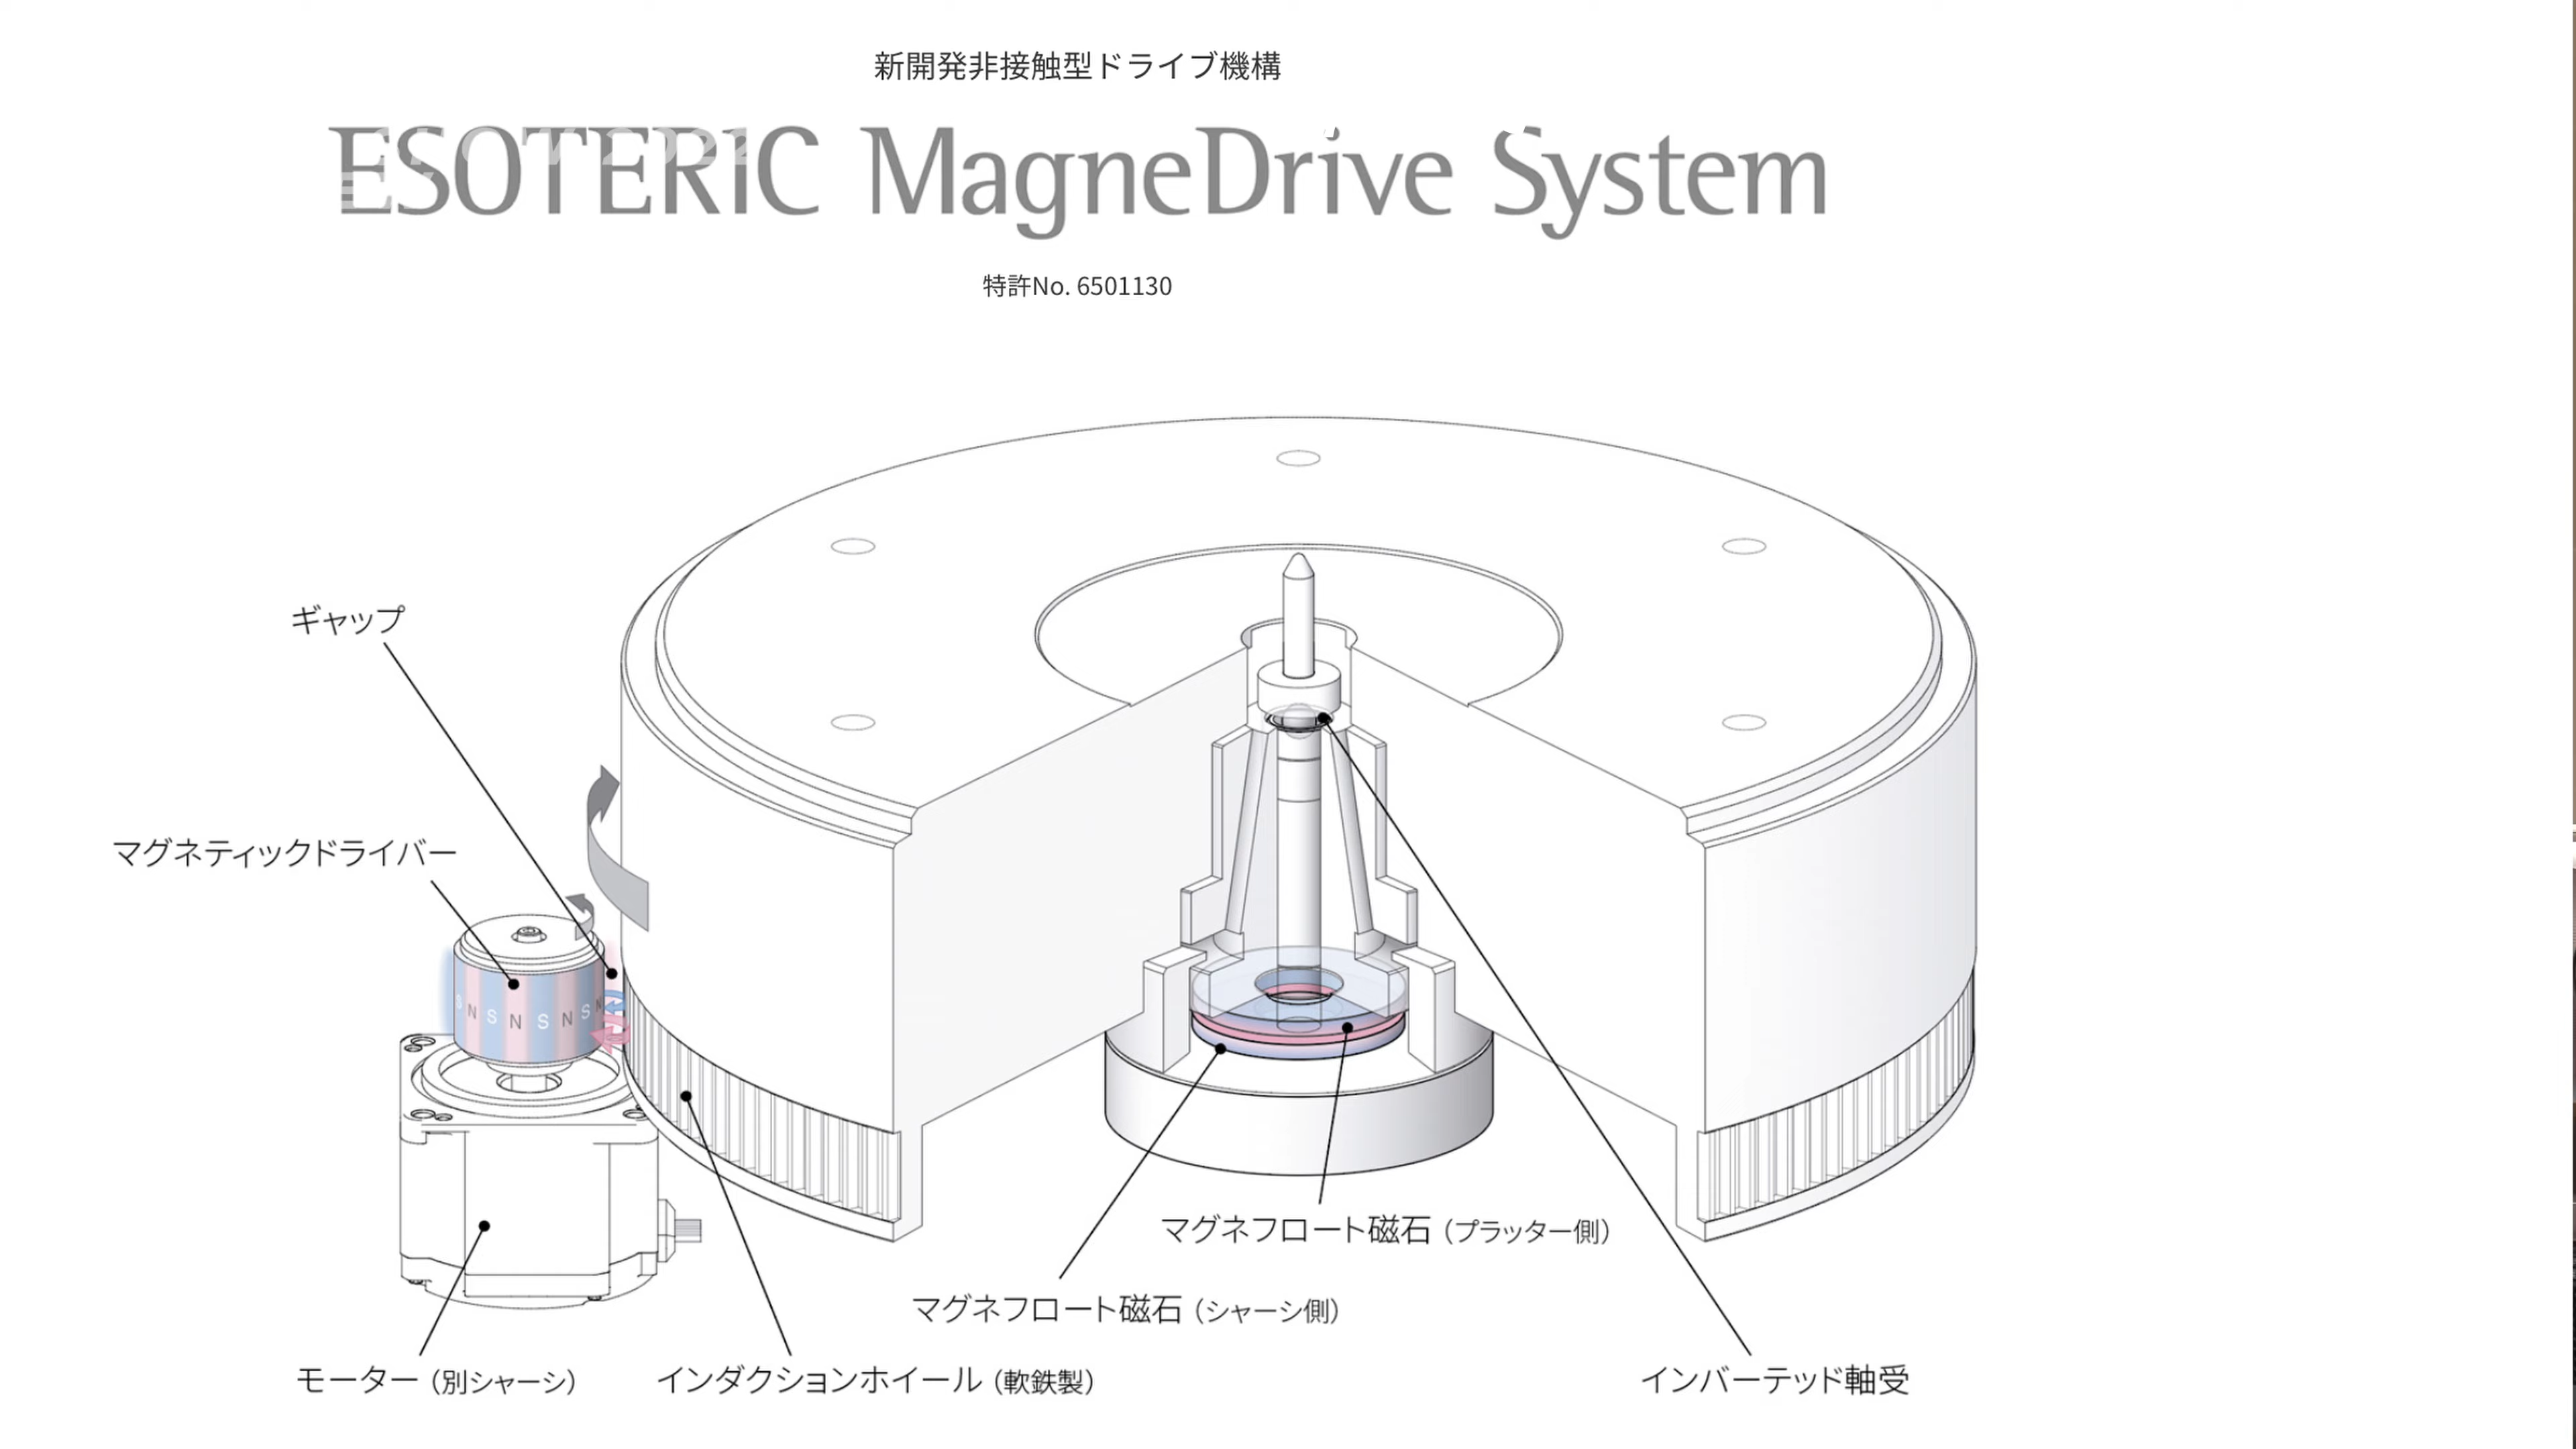 新開発非接触型ドライブ機構
ESOTERIC MagneDrive System
特許No. 6501130
ギャップ
マグネティックドライバー
S N S N S N S N
マグネフロート磁石（プラッター側）
マグネフロート磁石（シャーシ側）
モーター（別シャーシ）
インダクションホイール（軟鉄製）
インバーテッド軸受